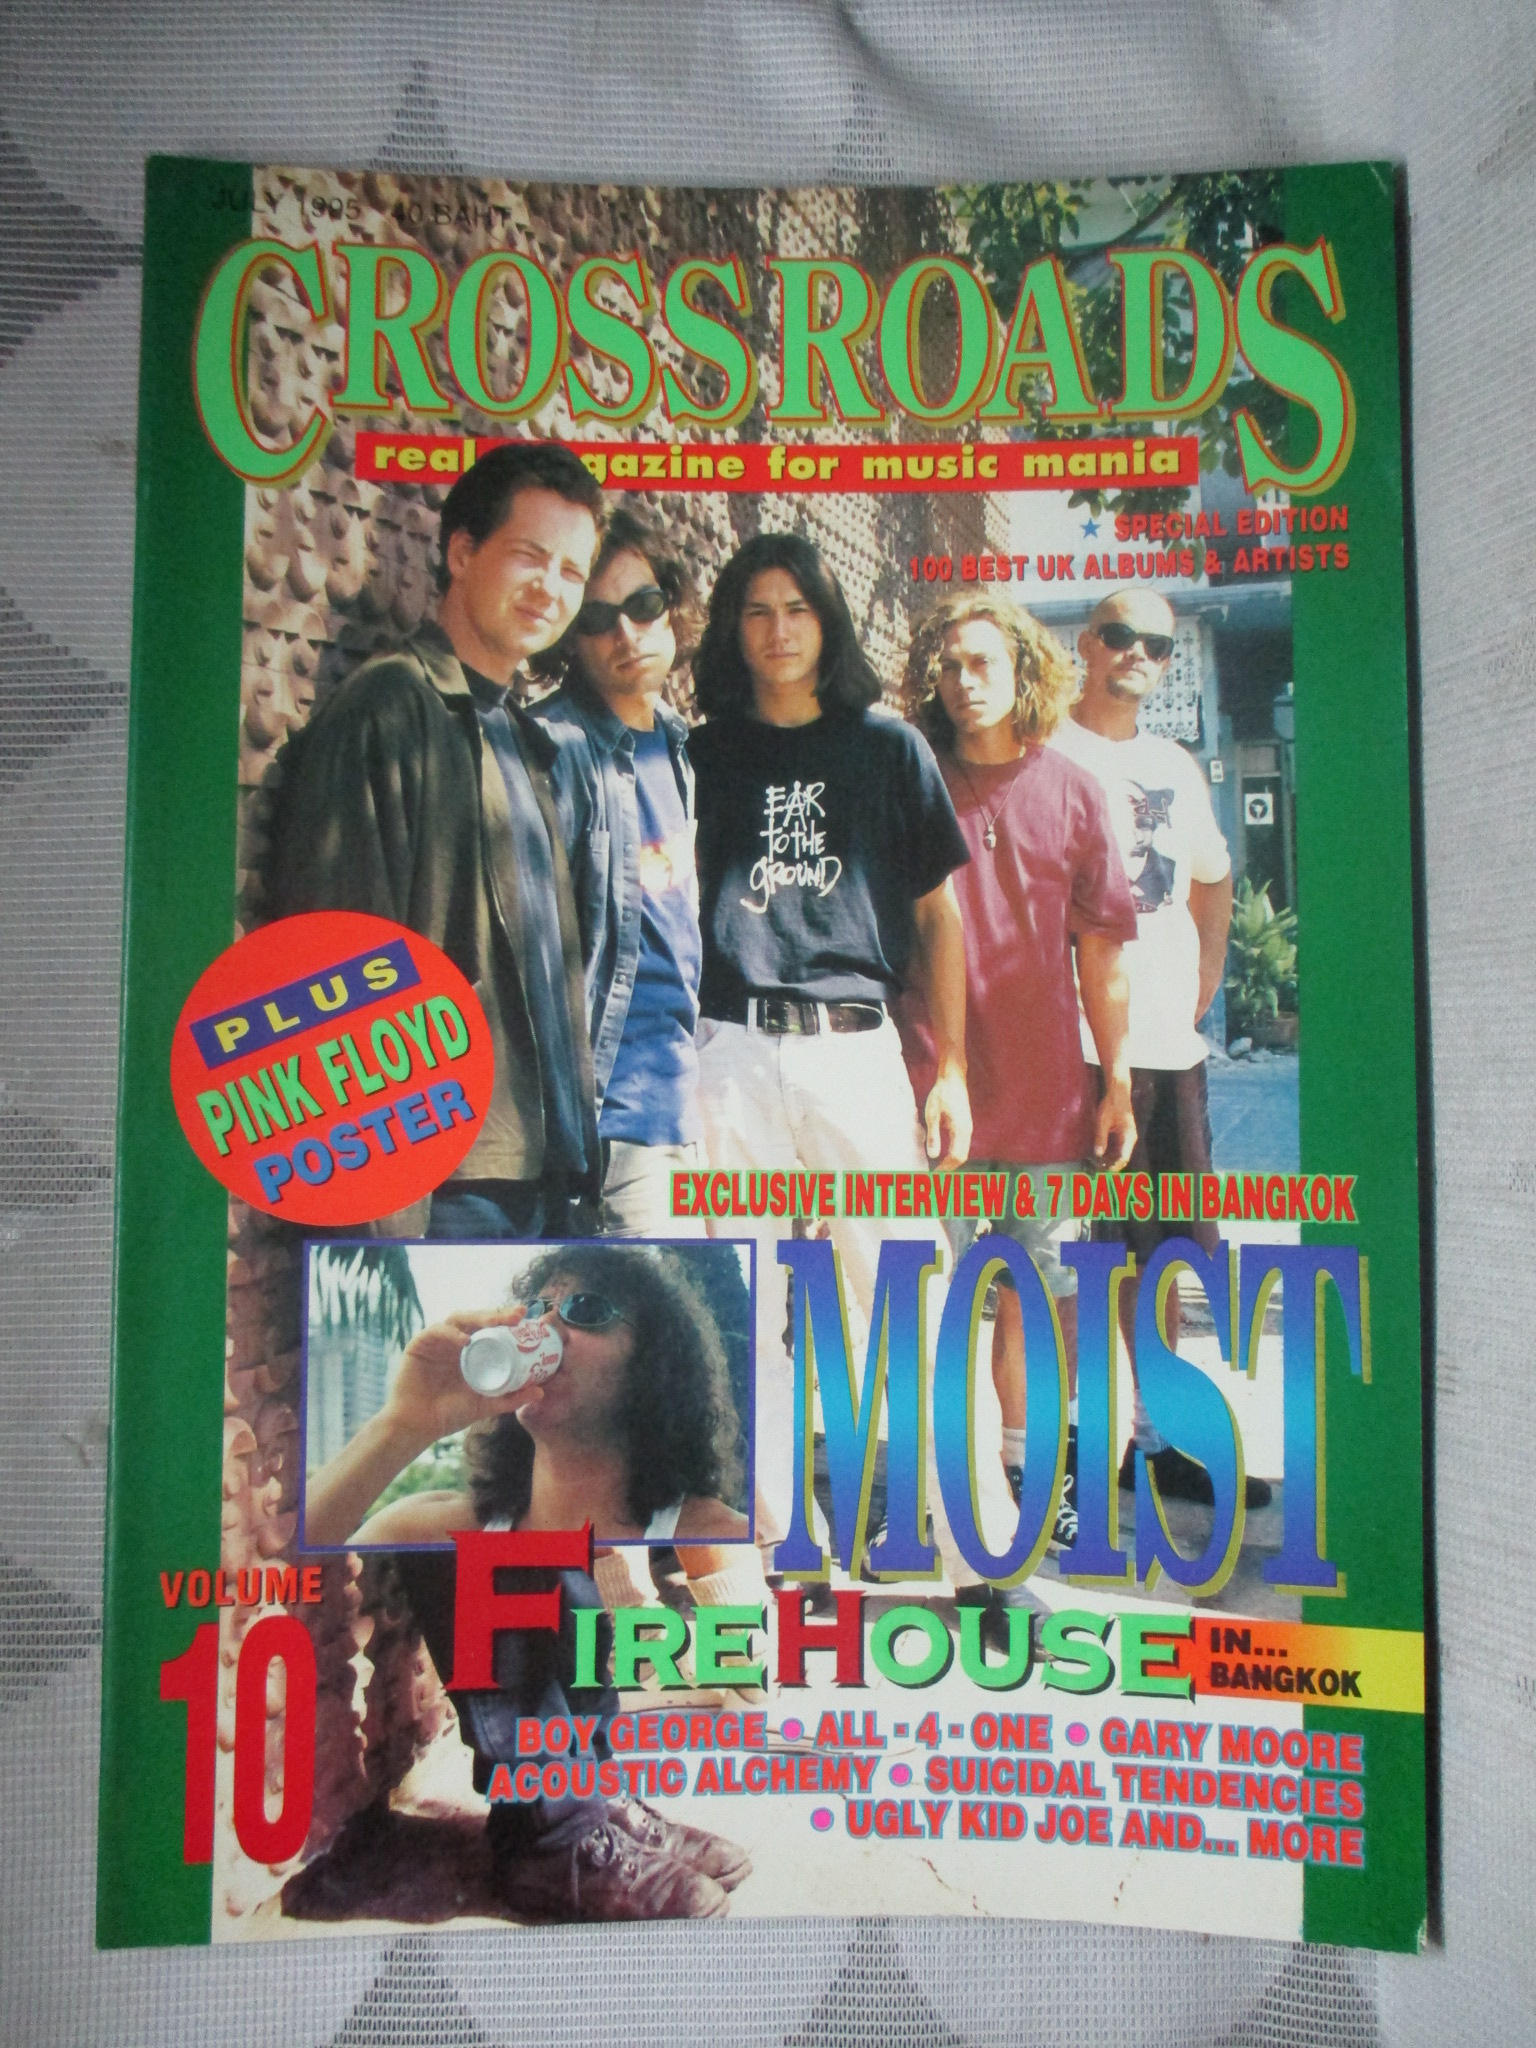 JULY 1995 40 BAHT
CROSSROADS
real gazine for music mania
★ SPECIAL EDITION
100 BEST UK ALBUMS & ARTISTS
EAR
TO THE
GROUND
PLUS
PINK FLOYD
POSTER
EXCLUSIVE INTERVIEW & 7 DAYS IN BANGKOK
MOIST
FIREHOUSE
IN...
BANGKOK
VOLUME
10
BOY GEORGE • ALL-4-ONE • GARY MOORE
ACOUSTIC ALCHEMY • SUICIDAL TENDENCIES
• UGLY KID JOE AND... MORE